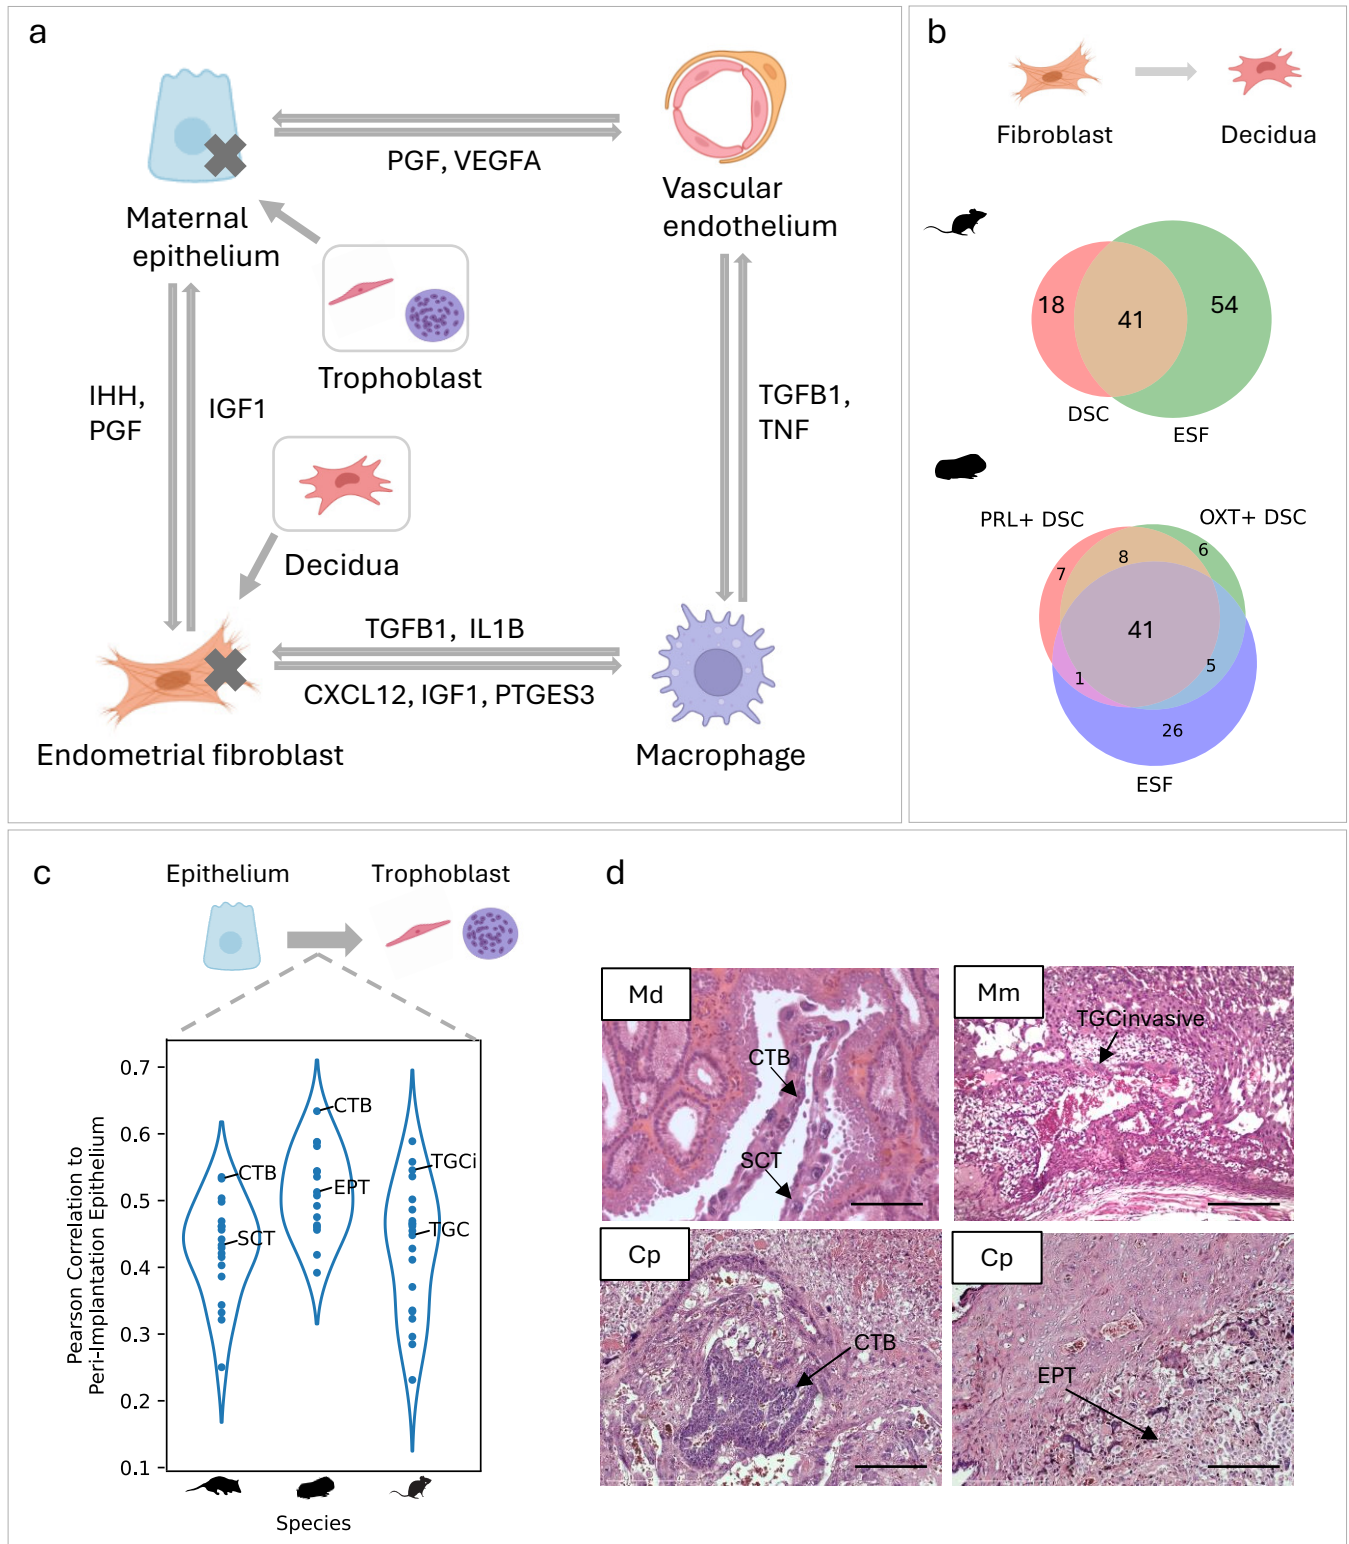 a
PGF, VEGFA
Maternal
epithelium
Vascular
endothelium
Trophoblast
IHH,
PGF
IGF1
TGFB1,
TNF
Decidua
TGFB1, IL1B
CXCL12, IGF1, PTGES3
Endometrial fibroblast
Macrophage
b
Fibroblast
Decidua
18
41
54
DSC
ESF
PRL+ DSC
OXT+ DSC
7
8
6
41
1
5
26
ESF
c
Epithelium
Trophoblast
Pearson Correlation to
Peri-Implantation Epithelium
0.7
0.6
0.5
0.4
0.3
0.2
0.1
CTB
SCT
CTB
EPT
TGCi
TGC
Species
d
Md
CTB
SCT
Mm
TGCinvasive
Cp
CTB
Cp
EPT